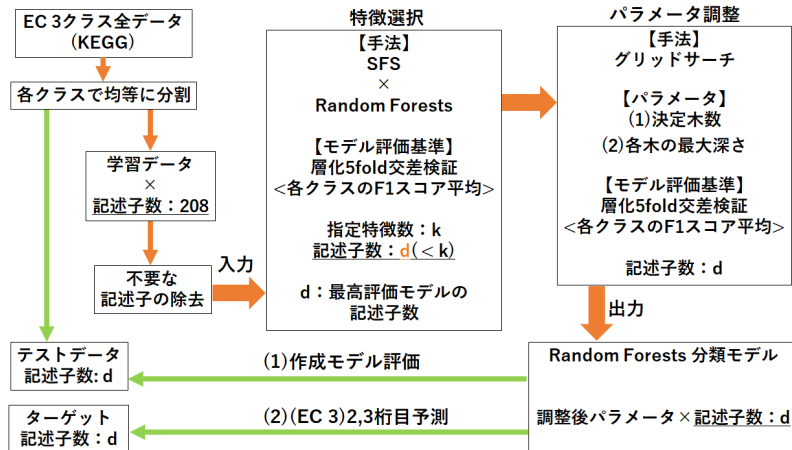 EC 3クラス全データ
(KEGG)
各クラスで均等に分割
学習データ
×
記述子数：208
不要な
記述子の除去
入力
特徴選択
【手法】
SFS
×
Random Forests
【モデル評価基準】
層化5fold交差検証
<各クラスのF1スコア平均>
指定特徴数：k
記述子数：d(<k)
d：最高評価モデルの
記述子数
パラメータ調整
【手法】
グリッドサーチ
【パラメータ】
(1)決定木数
(2)各木の最大深さ
【モデル評価基準】
層化5fold交差検証
<各クラスのF1スコア平均>
記述子数：d
出力
Random Forests 分類モデル
調整後パラメータ×記述子数：d
(1)作成モデル評価
テストデータ
記述子数: d
(2)(EC 3)2,3桁目予測
ターゲット
記述子数：d